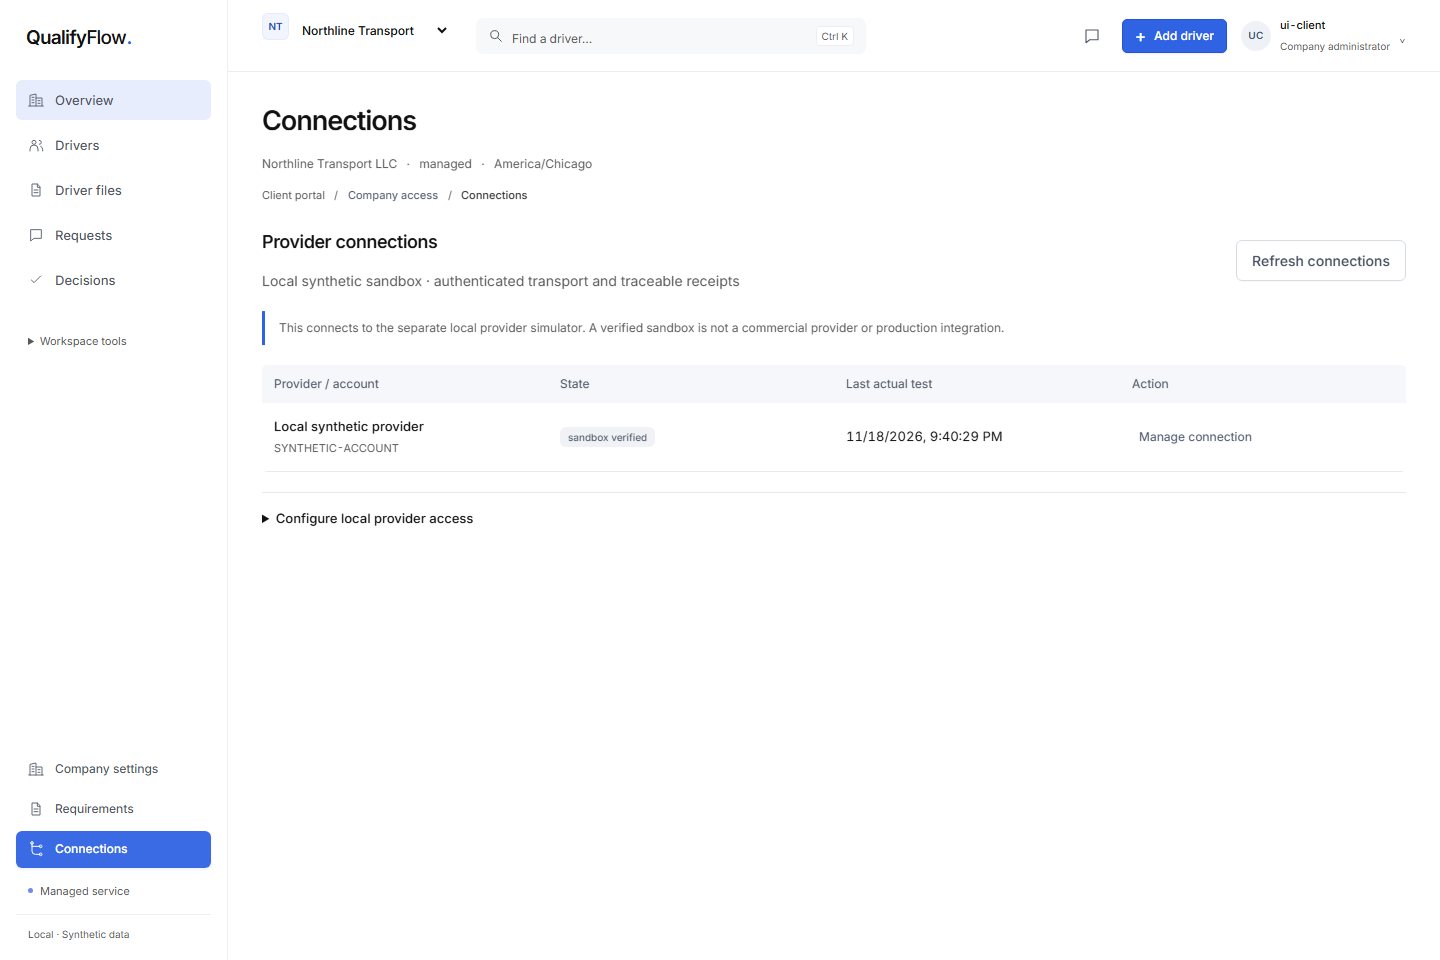 QualifyFlow.
NT Northline Transport
Find a driver... Ctrl K
+ Add driver
UC
ui-client
Company administrator
Overview
Drivers
Driver files
Requests
Decisions
Workspace tools
Company settings
Requirements
Connections
Managed service
Local · Synthetic data
Connections
Northline Transport LLC · managed · America/Chicago
Client portal / Company access / Connections
Provider connections
Local synthetic sandbox · authenticated transport and traceable receipts
Refresh connections
This connects to the separate local provider simulator. A verified sandbox is not a commercial provider or production integration.
Provider / account State Last actual test Action
Local synthetic provider
SYNTHETIC-ACCOUNT
sandbox verified
11/18/2026, 9:40:29 PM
Manage connection
Configure local provider access